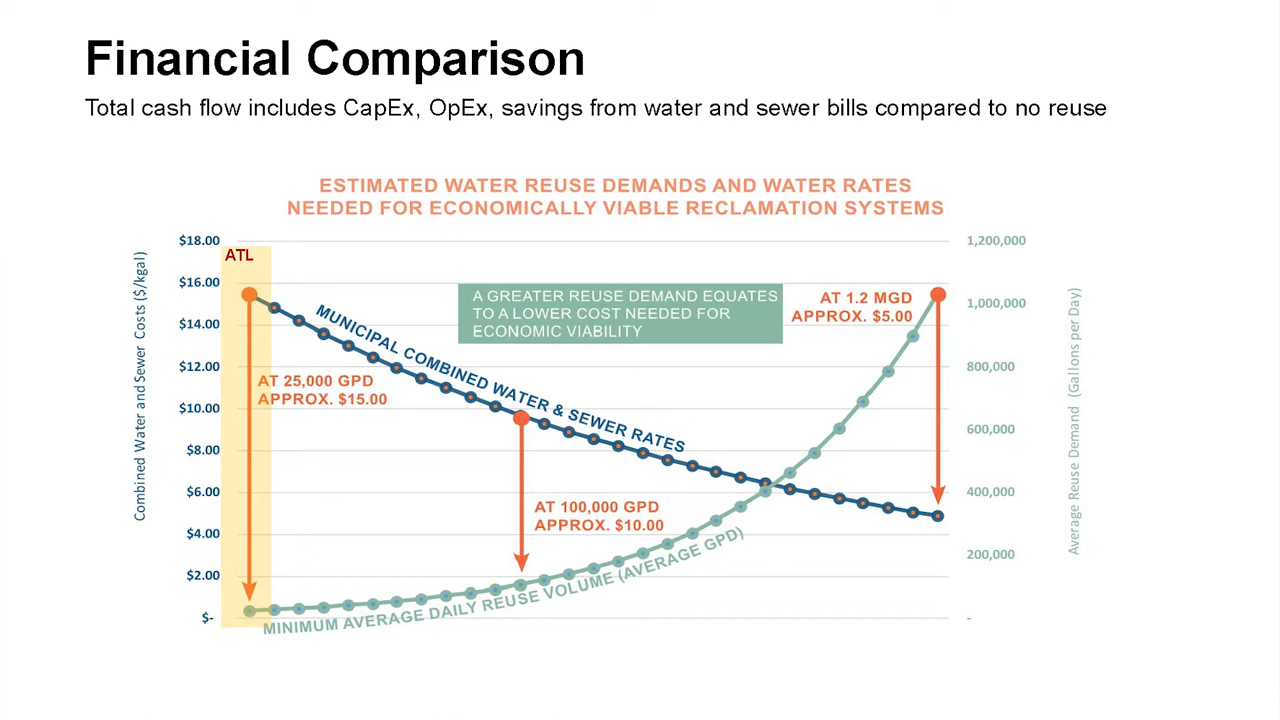 Financial Comparison
Total cash flow includes CapEx, OpEx, savings from water and sewer bills compared to no reuse
ESTIMATED WATER REUSE DEMANDS AND WATER RATES
NEEDED FOR ECONOMICALLY VIABLE RECLAMATION SYSTEMS
Combined Water and Sewer Costs ($/kgal)
$18.00
$16.00
$14.00
$12.00
$10.00
$8.00
$6.00
$4.00
$2.00
$-
ATL
MUNICIPAL COMBINED WATER & SEWER RATES
A GREATER REUSE DEMAND EQUATES
TO A LOWER COST NEEDED FOR
ECONOMIC VIABILITY
AT 1.2 MGD
APPROX. $5.00
AT 25,000 GPD
APPROX. $15.00
AT 100,000 GPD
APPROX. $10.00
MINIMUM AVERAGE DAILY REUSE VOLUME (AVERAGE GPD)
1,200,000
1,000,000
800,000
600,000
400,000
200,000
-
Average Reuse Demand (Gallons per Day)